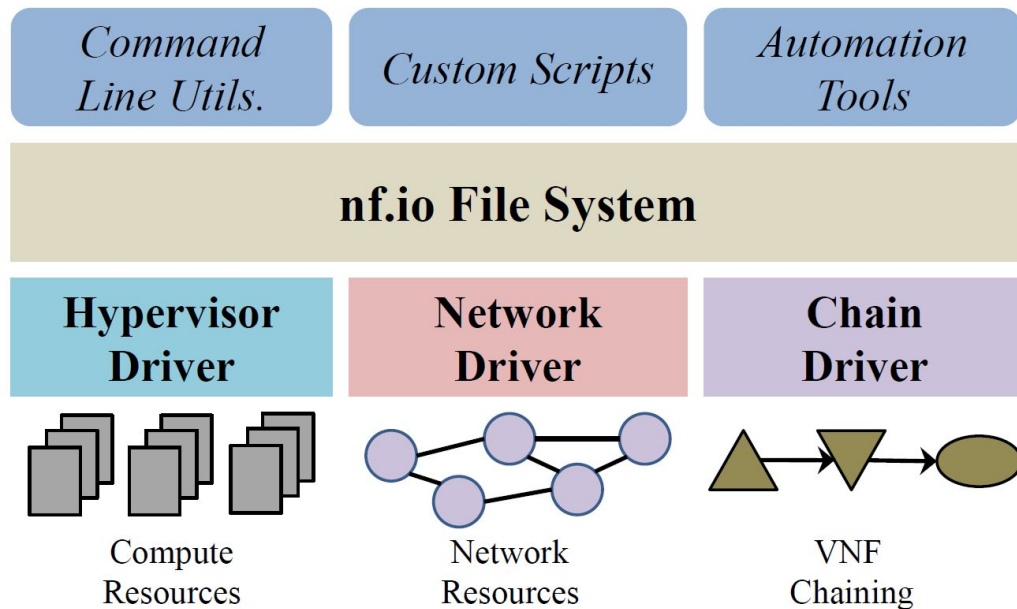 Command
Line Utils.
Custom Scripts
Automation
Tools
nf.io File System
Hypervisor
Driver
Network
Driver
Chain
Driver
Compute
Resources
Network
Resources
VNF
Chaining